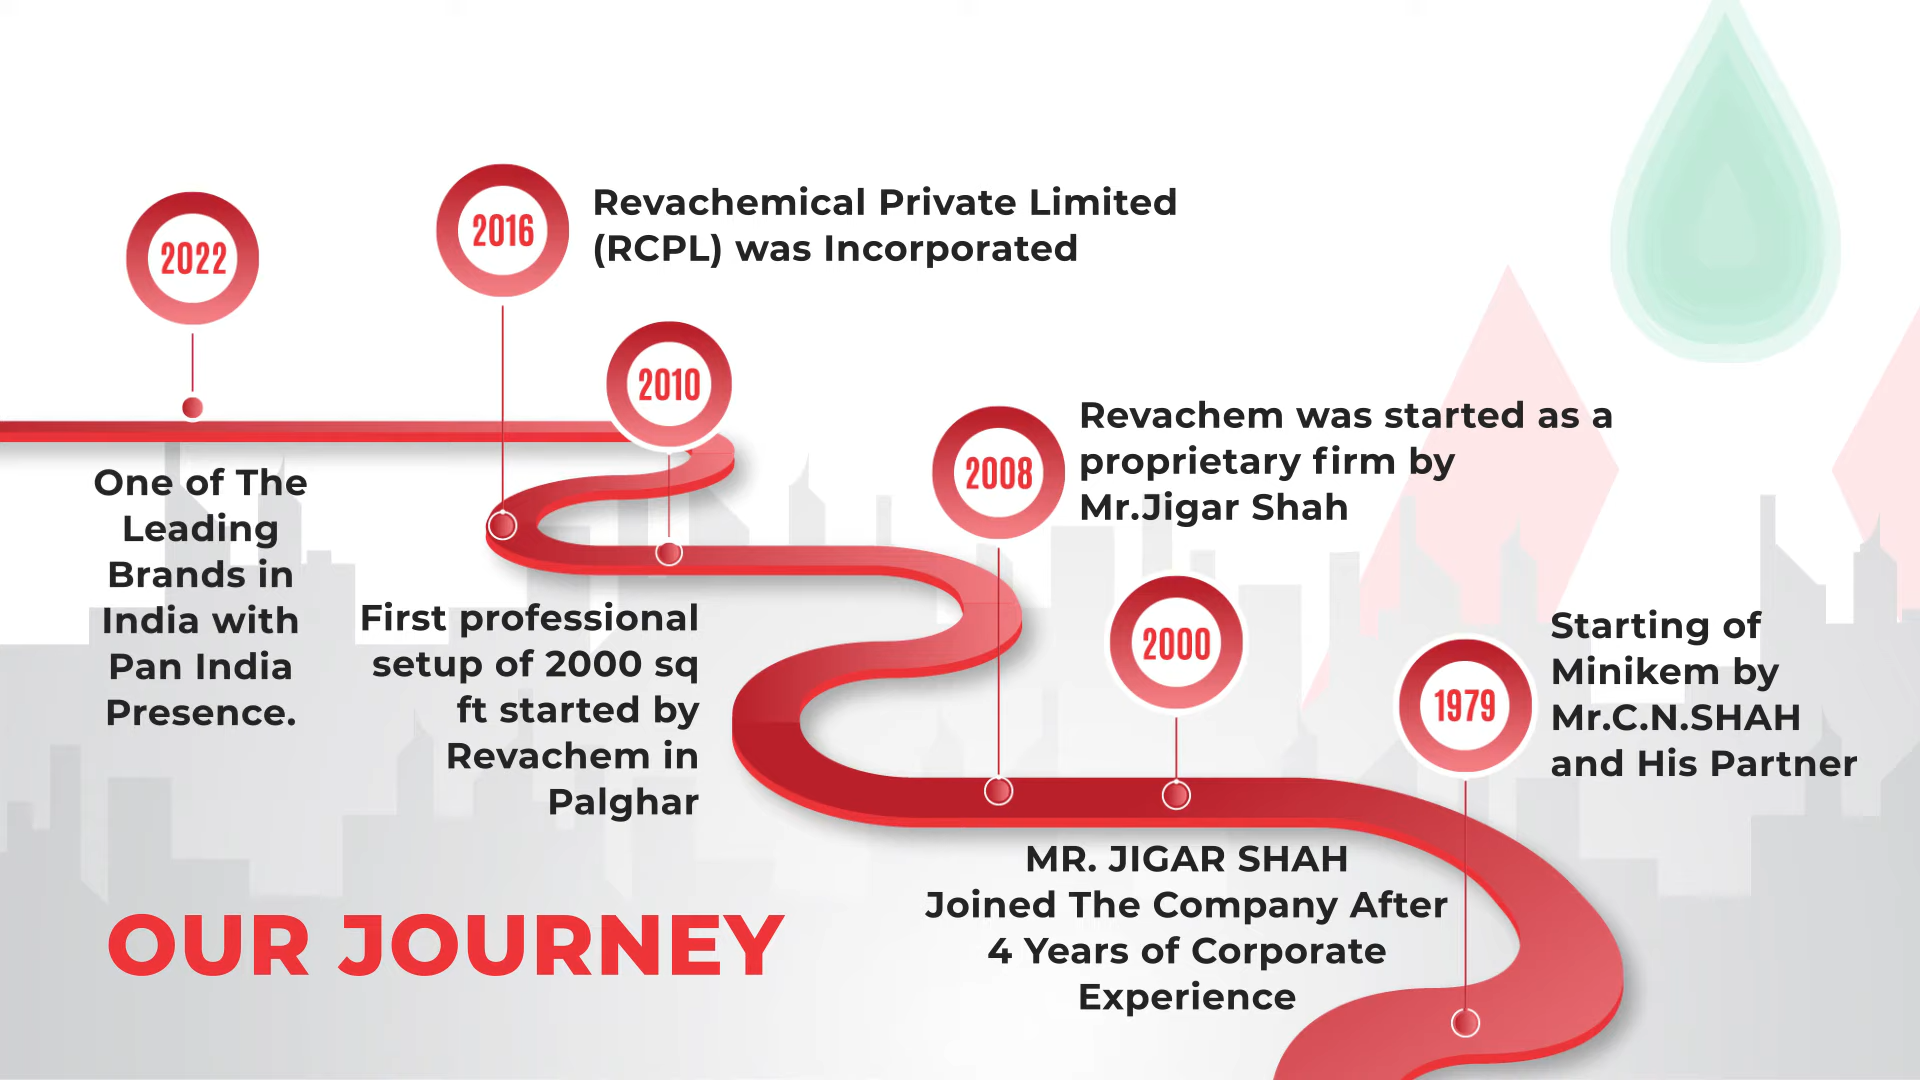 2016
Revachemical Private Limited
(RCPL) was Incorporated
2022
One of The
Leading
Brands in
India with
Pan India
Presence.
2010
First professional
setup of 2000 sq
ft started by
Revachem in
Palghar
2008
Revachem was started as a
proprietary firm by
Mr.Jigar Shah
2000
MR. JIGAR SHAH
Joined The Company After
4 Years of Corporate
Experience
1979
Starting of
Minikem by
Mr.C.N.SHAH
and His Partner
OUR JOURNEY